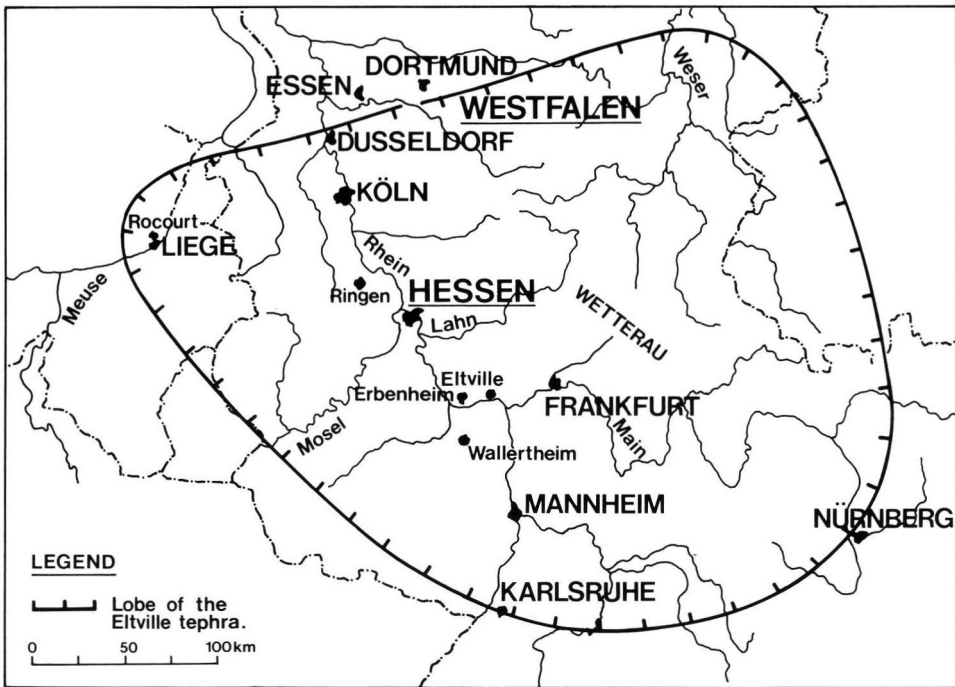 DORTMUND
ESSEN
WESTFALEN
Weser
DUSSELDORF
KÖLN
Rocourt
LIEGE
Rhein
Meuse
Ringen
HESSEN
Lahn
WETTERAU
Eltville
Erbenheim
FRANKFURT
Main
Mosel
Wallertheim
MANNHEIM
NÜRNBERG
KARLSRUHE
LEGEND
Lobe of the
Eltville tephra.
0 50 100km